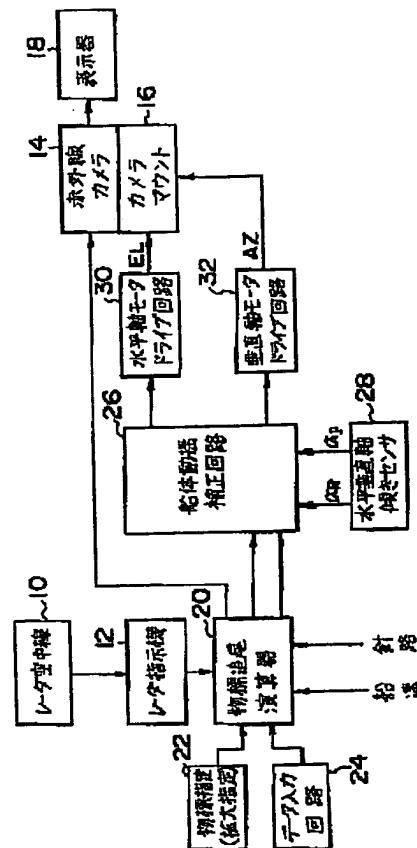 10
レーダ空中線
12
レーダ指示機
20
物標追尾
演算器
22
物標指定
(拡大指定)
データ入力
回路
24
船速
針路
26
船体動揺
補正回路
28
水平垂直軸
傾きセンサ
30
水平軸モータ
ドライブ回路
EL
32
垂直軸モータ
ドライブ回路
AZ
14
赤外線
カメラ
16
カメラ
マウント
18
表示器